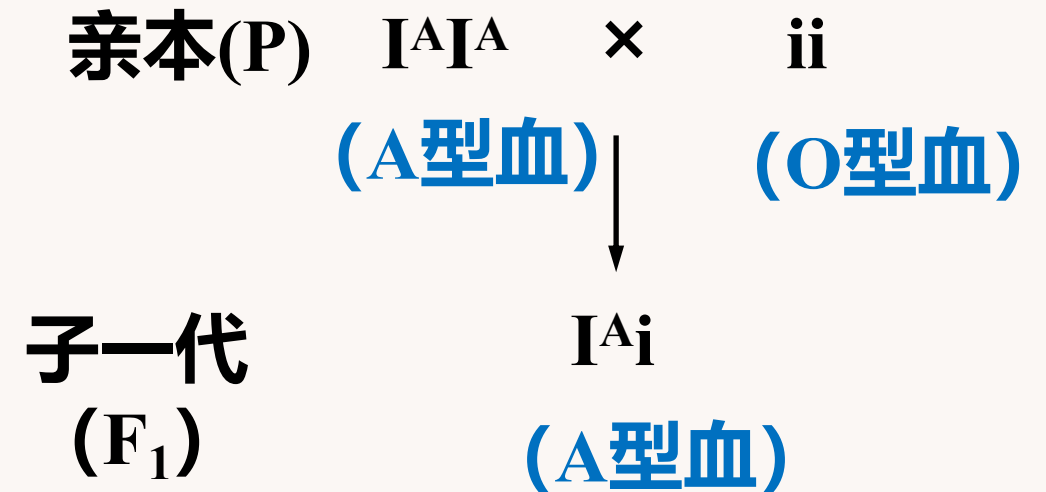 亲本(P) IᴬIᴬ × ii
(A型血) (O型血)
子一代 Iᴬi
(F₁)
(A型血)